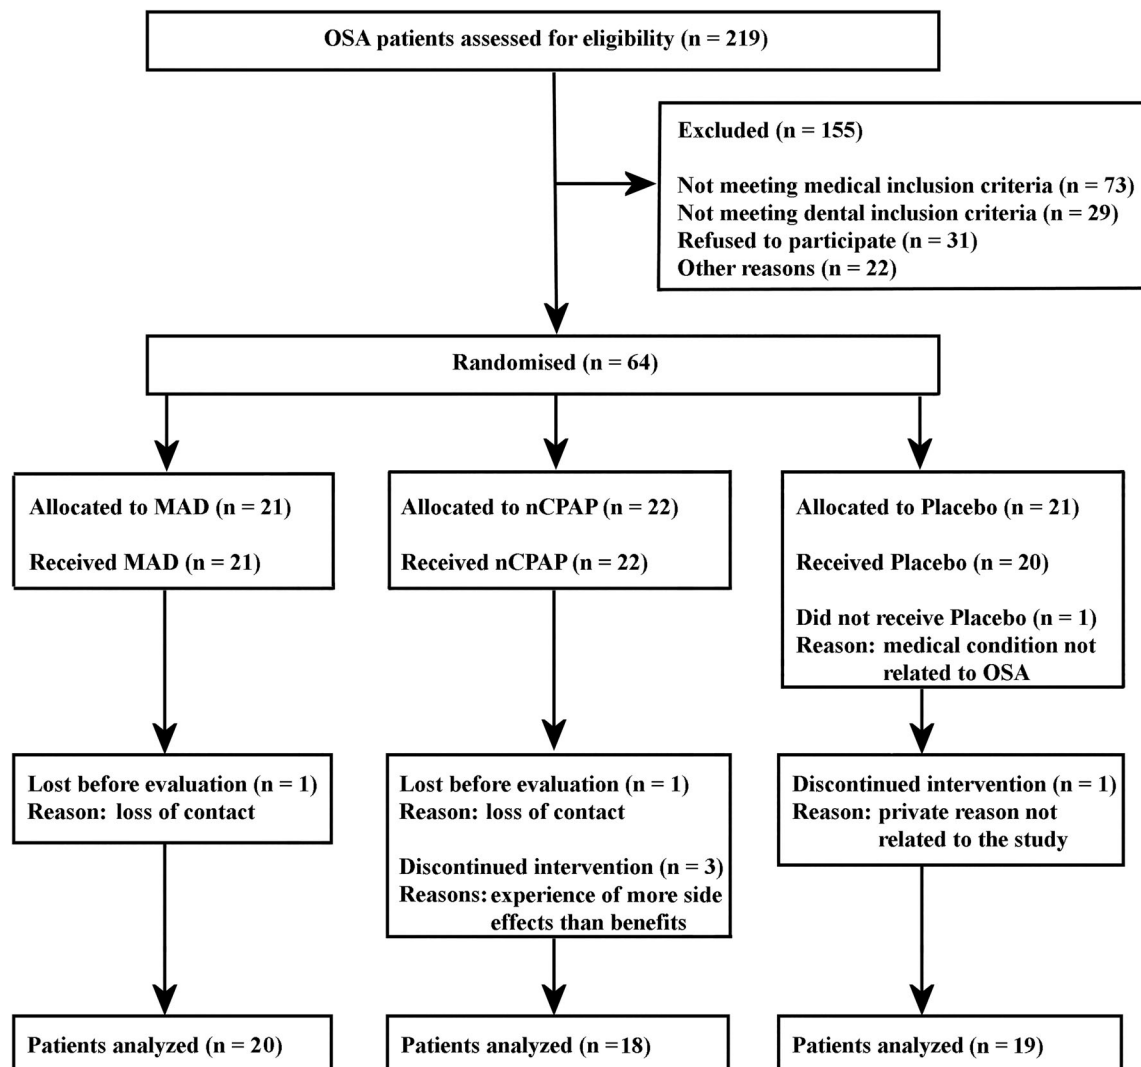 OSA patients assessed for eligibility (n = 219)
Excluded (n = 155)
Not meeting medical inclusion criteria (n = 73)
Not meeting dental inclusion criteria (n = 29)
Refused to participate (n = 31)
Other reasons (n = 22)
Randomised (n = 64)
Allocated to MAD (n = 21)
Received MAD (n = 21)
Allocated to nCPAP (n = 22)
Received nCPAP (n = 22)
Allocated to Placebo (n = 21)
Received Placebo (n = 20)
Did not receive Placebo (n = 1)
Reason: medical condition not
related to OSA
Lost before evaluation (n = 1)
Reason: loss of contact
Lost before evaluation (n = 1)
Reason: loss of contact
Discontinued intervention (n = 3)
Reasons: experience of more side
effects than benefits
Discontinued intervention (n = 1)
Reason: private reason not
related to the study
Patients analyzed (n = 20)
Patients analyzed (n =18)
Patients analyzed (n = 19)